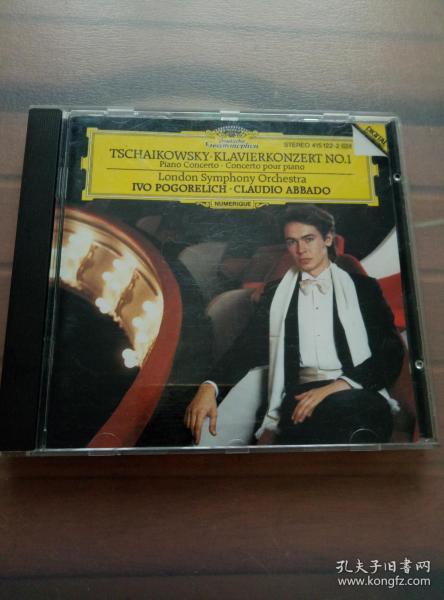 Deutsche
Grammophon
STEREO 415 122-2
DIGITAL
TSCHAIKOWSKY·KLAVIERKONZERT NO.1
Piano Concerto · Concerto pour piano
London Symphony Orchestra
IVO POGORELICH · CLAUDIO ABBADO
NUMERIQUE
孔夫子旧书网
www.kongfz.com